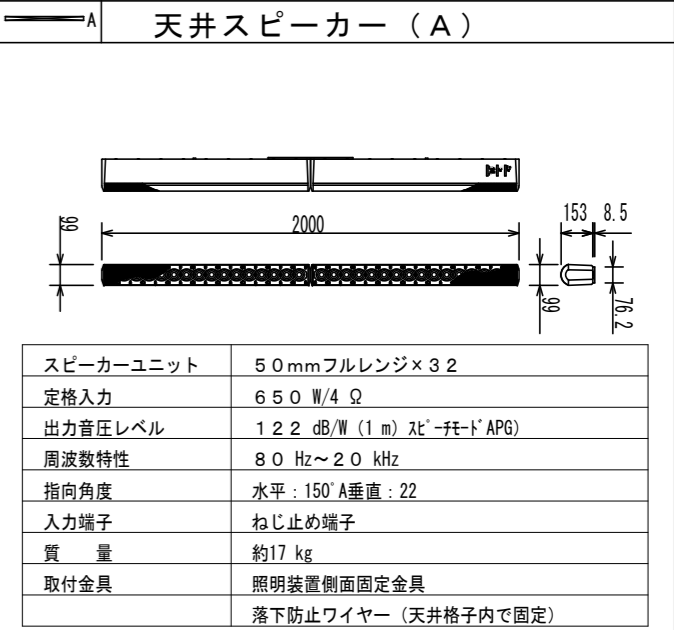 A
天井スピーカー（A）
153 8.5
2000
99
99
76.2
スピーカーユニット ５０mmフルレンジ×３２
定格入力 ６５０ W/4 Ω
出力音圧レベル １２２ dB/W (1 m) ｽﾋﾟｰﾁﾓｰﾄﾞAPG)
周波数特性 ８０ Hz～２０ kHz
指向角度 水平：150ﾟA垂直：22
入力端子 ねじ止め端子
質　量 約17 kg
取付金具 照明装置側面固定金具
落下防止ワイヤー（天井格子内で固定）